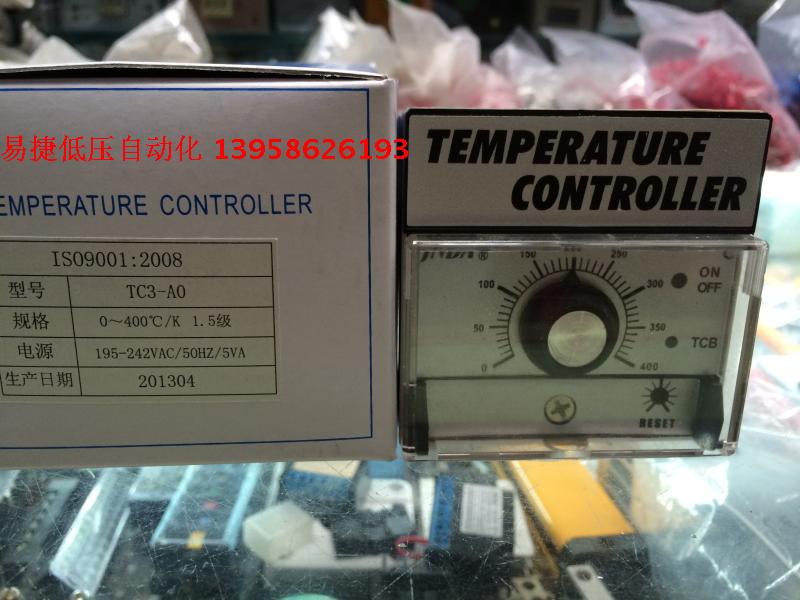 易捷低压自动化 13958626193
EMPERATURE CONTROLLER
ISO9001:2008
型号 TC3-AO
规格 0～400℃/K 1.5级
电源 195-242VAC/50HZ/5VA
生产日期 201304
TEMPERATURE
CONTROLLER
®
0
50
100
150
200
250
300
350
400
ON
OFF
TCB
RESET